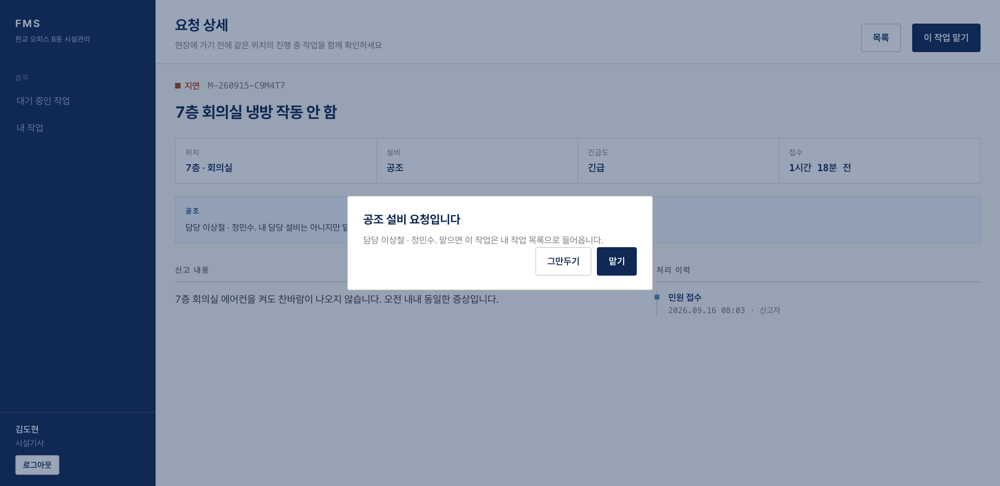 FMS
판교 오피스 B동 시설관리
업무
대기 중인 작업
내 작업
김도현
시설기사
로그아웃
요청 상세
현장에 가기 전에 같은 위치의 진행 중 작업을 함께 확인하세요
목록
이 작업 맡기
지연 M-260915-C9M4T7
7층 회의실 냉방 작동 안 함
위치
7층 · 회의실
설비
공조
긴급도
긴급
접수
1시간 18분 전
공조
담당 이상철 · 정민수. 내 담당 설비는 아니지만
공조 설비 요청입니다
담당 이상철 · 정민수. 맡으면 이 작업은 내 작업 목록으로 들어옵니다.
그만두기
맡기
신고 내용
7층 회의실 에어컨을 켜도 찬바람이 나오지 않습니다. 오전 내내 동일한 증상입니다.
처리 이력
민원 접수
2026.09.16 08:03 · 신고자